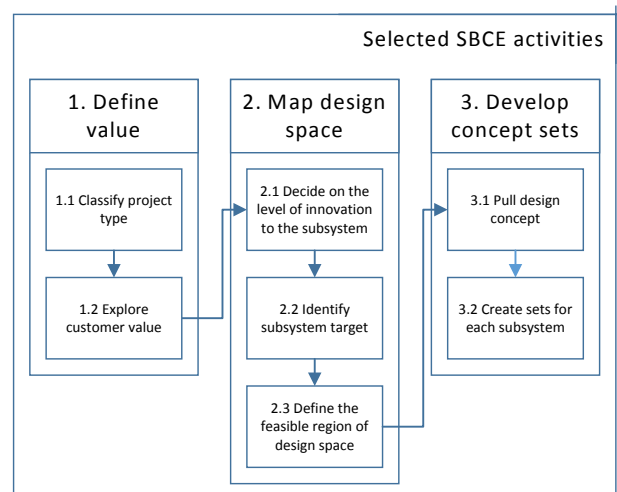 Selected SBCE activities
1. Define
value
1.1 Classify project
type
1.2 Explore
customer value
2. Map design
space
2.1 Decide on the
level of innovation
to the subsystem
2.2 Identify
subsystem target
2.3 Define the
feasible region of
design space
3. Develop
concept sets
3.1 Pull design
concept
3.2 Create sets for
each subsystem